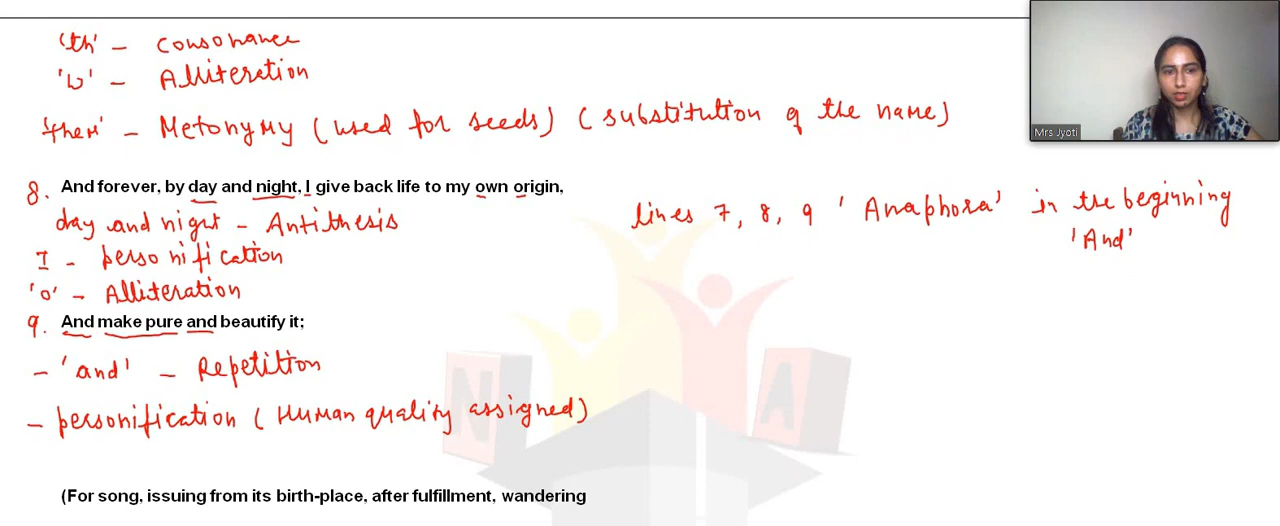 'th' - Consonance
'w' - Alliteration
'them' - Metonymy (used for seeds) (substitution of the name)
Mrs Jyoti
8. And forever, by day and night, I give back life to my own origin,
day and night - Antithesis
I - personification
'o' - Alliteration
lines 7, 8, 9 'Anaphora' in the beginning
'And'
9. And make pure and beautify it;
- 'and' - Repetition
- personification (Human quality assigned)
N A
(For song, issuing from its birth-place, after fulfillment, wandering